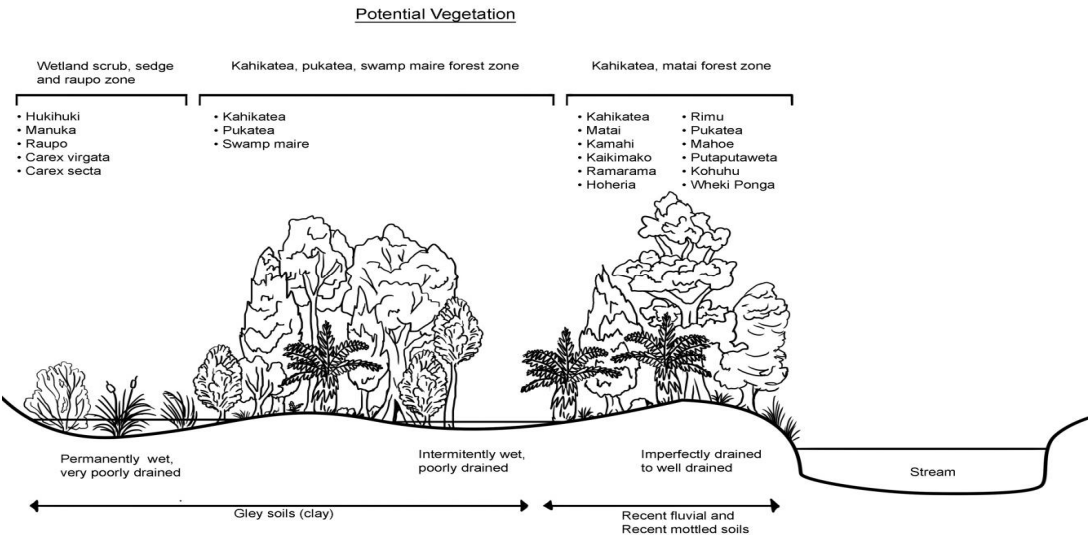 Potential Vegetation
Wetland scrub, sedge
and raupo zone
• Hukihuki
• Manuka
• Raupo
• Carex virgata
• Carex secta
Kahikatea, pukatea, swamp maire forest zone
• Kahikatea
• Pukatea
• Swamp maire
Kahikatea, matai forest zone
• Kahikatea
• Matai
• Kamahi
• Kaikimako
• Ramarama
• Hoheria
• Rimu
• Pukatea
• Mahoe
• Putaputaweta
• Kohuhu
• Wheki Ponga
Permanently wet,
very poorly drained
Intermitently wet,
poorly drained
Imperfectly drained
to well drained
Stream
Gley soils (clay)
Recent fluvial and
Recent mottled soils